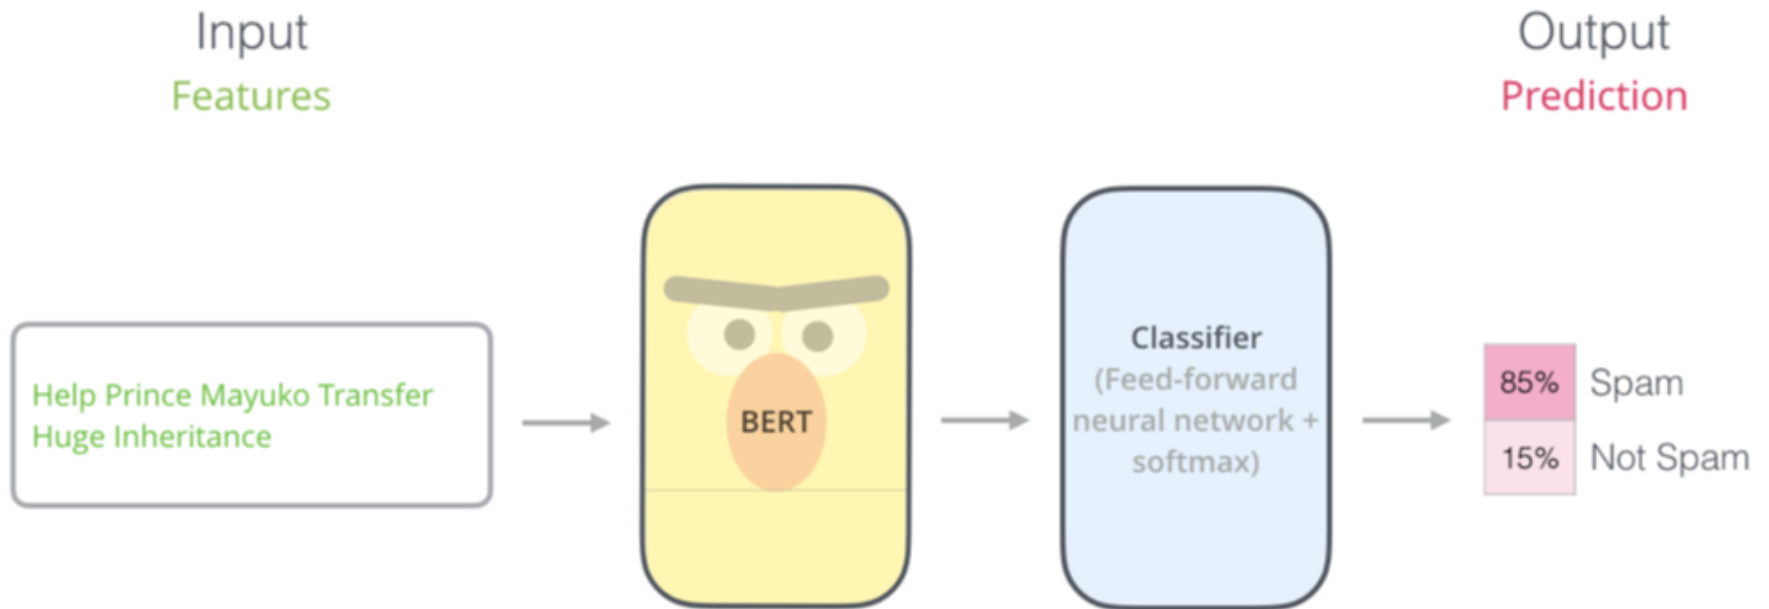 Input
Features
Output
Prediction
Help Prince Mayuko Transfer
Huge Inheritance
BERT
Classifier
(Feed-forward
neural network +
softmax)
85% Spam
15% Not Spam